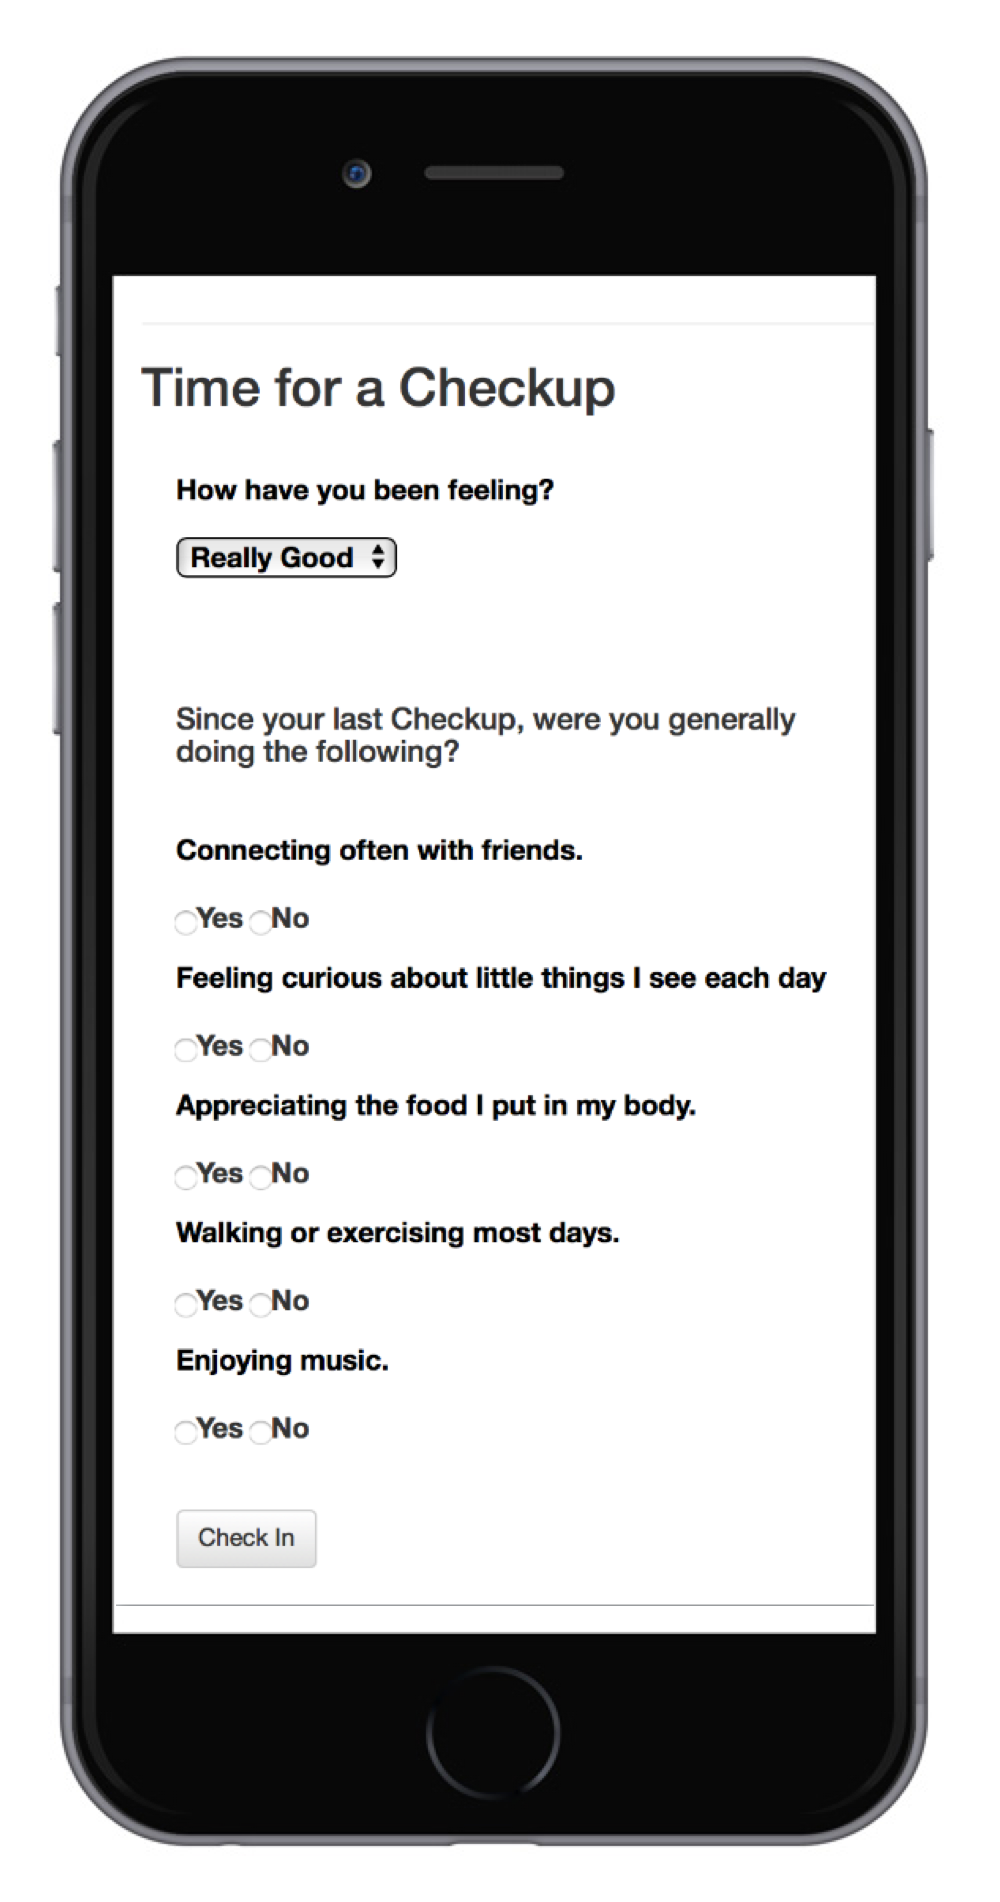 Time for a Checkup
How have you been feeling?
Really Good
Since your last Checkup, were you generally
doing the following?
Connecting often with friends.
Yes No
Feeling curious about little things I see each day
Yes No
Appreciating the food I put in my body.
Yes No
Walking or exercising most days.
Yes No
Enjoying music.
Yes No
Check In